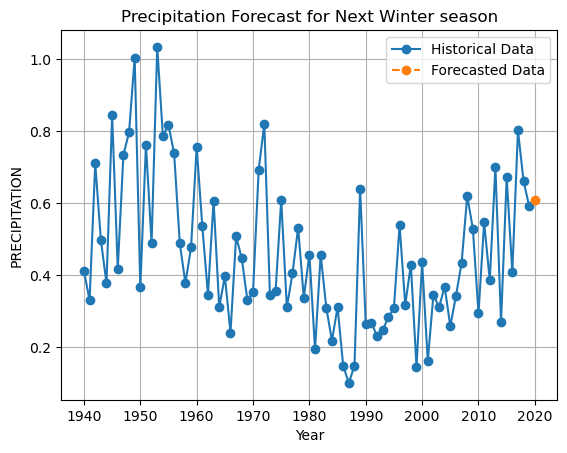 Precipitation Forecast for Next Winter season
Historical Data
Forecasted Data
PRECIPITATION
1.0
0.8
0.6
0.4
0.2
1940 1950 1960 1970 1980 1990 2000 2010 2020
Year